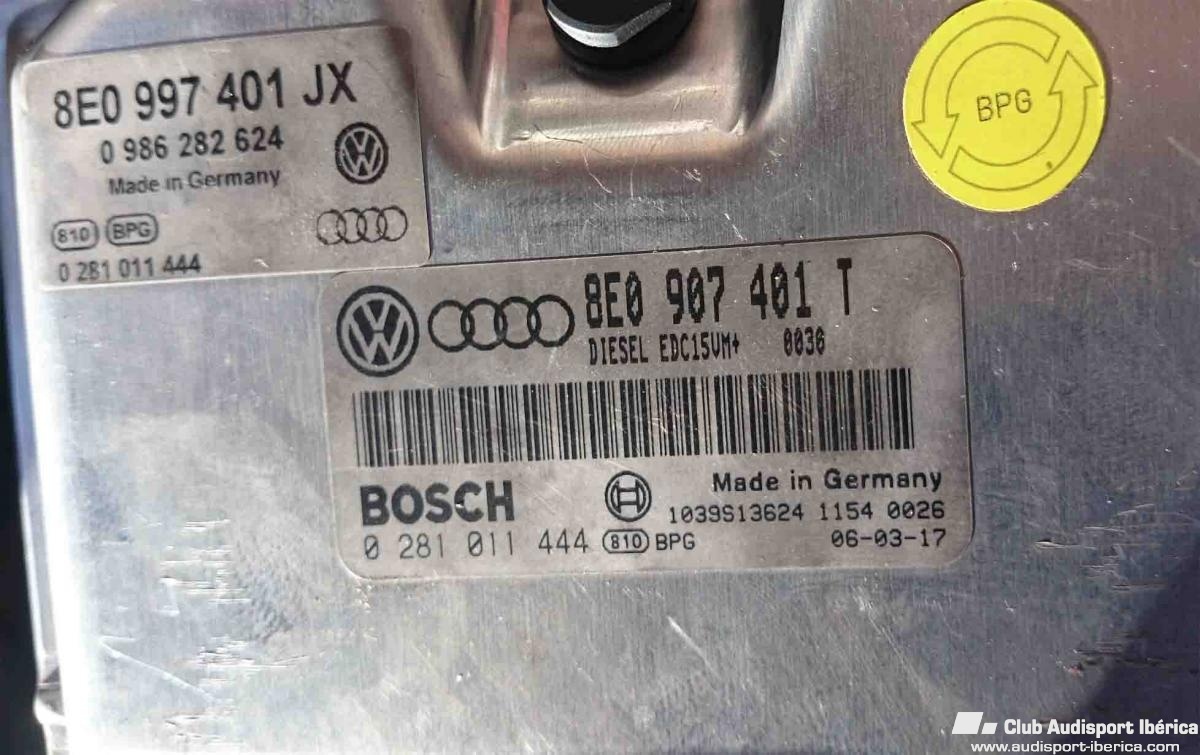 8E0 997 401 JX
0 986 282 624
Made in Germany
810 BPG
0 281 011 444
BPG
8E0 907 401 T
DIESEL EDC15VM+ 0030
BOSCH
Made in Germany
1039S13624 1154 0026
0 281 011 444 810 BPG
06-03-17
Club Audisport Ibérica
www.audisport-iberica.com